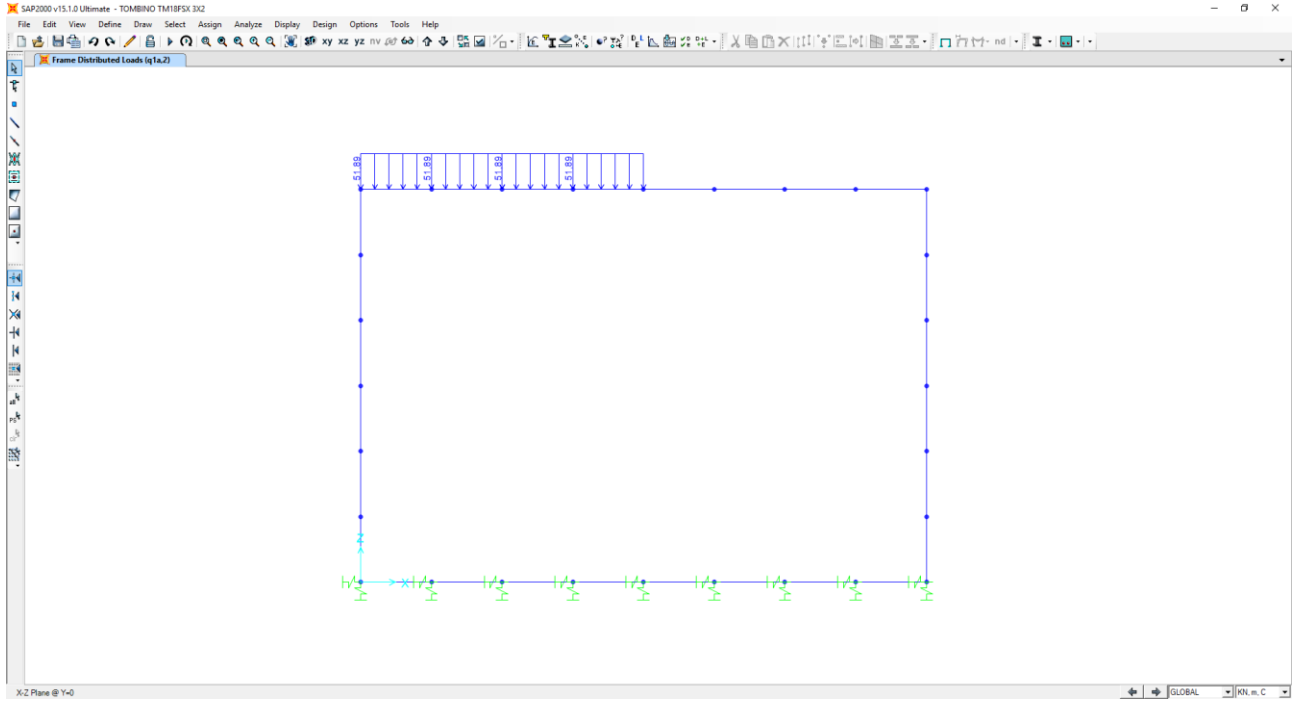 SAP2000 v15.1.0 Ultimate - TOMBINO TM18FSX 3X2
File Edit View Define Draw Select Assign Analyze Display Design Options Tools Help
xy xz yz nv nd
Frame Distributed Loads (q1a,2)
51.89 51.89 51.89 51.89
Z
X
X-Z Plane @ Y=0 GLOBAL KN, m, C